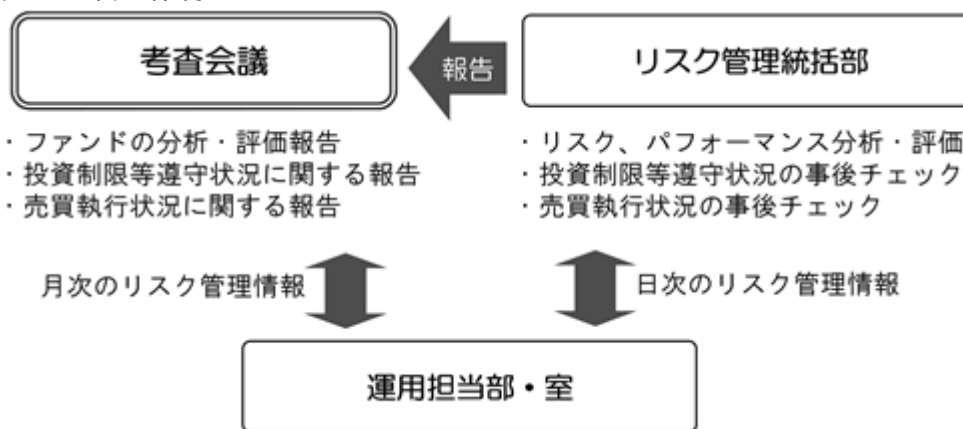 考査会議
報告
リスク管理統括部
・ファンドの分析・評価報告
・投資制限等遵守状況に関する報告
・売買執行状況に関する報告
・リスク、パフォーマンス分析・評価
・投資制限等遵守状況の事後チェック
・売買執行状況の事後チェック
月次のリスク管理情報
日次のリスク管理情報
運用担当部・室